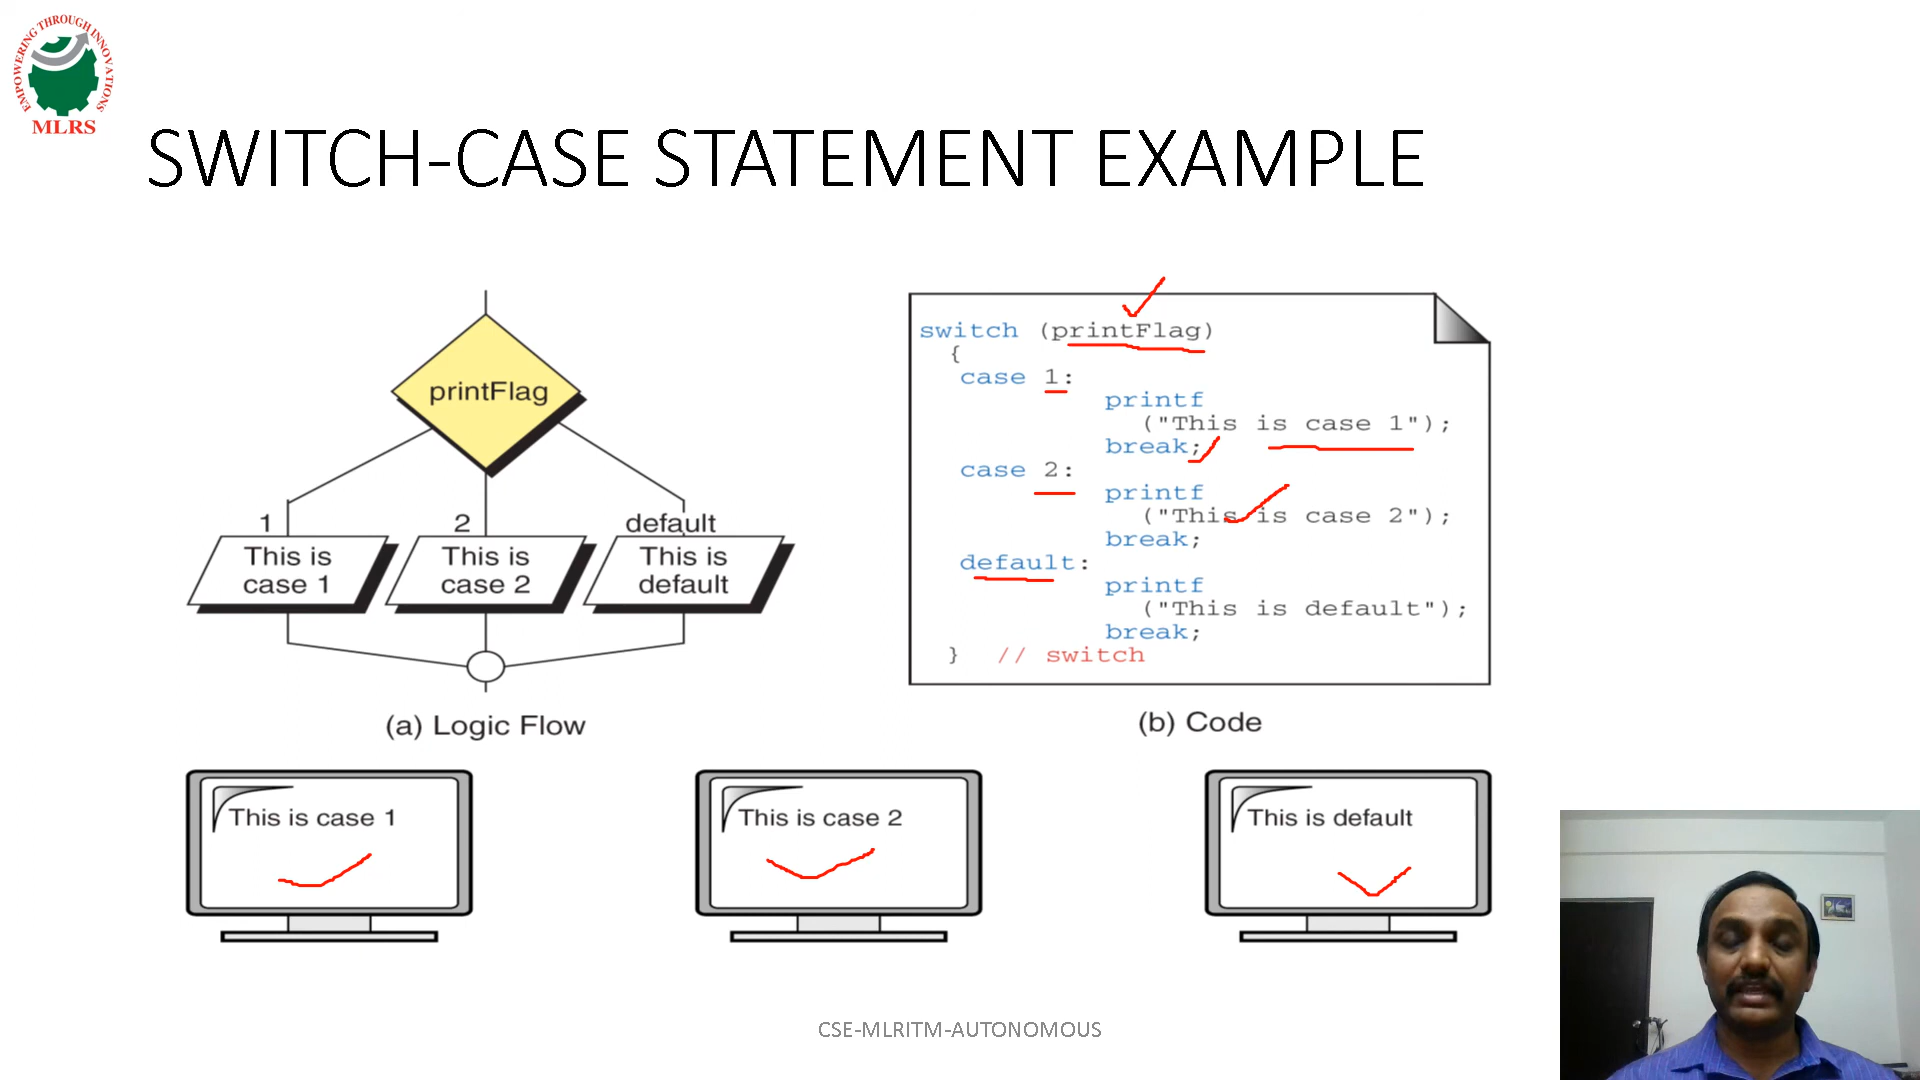 EMPOWERING THROUGH INNOVATIONS
MLRS
SWITCH-CASE STATEMENT EXAMPLE
printFlag
1
2
default
This is
case 1
This is
case 2
This is
default
(a) Logic Flow
switch (printFlag)
{
case 1:
printf
("This is case 1");
break;
case 2:
printf
("This is case 2");
break;
default:
printf
("This is default");
break;
} // switch
(b) Code
This is case 1
This is case 2
This is default
CSE-MLRITM-AUTONOMOUS